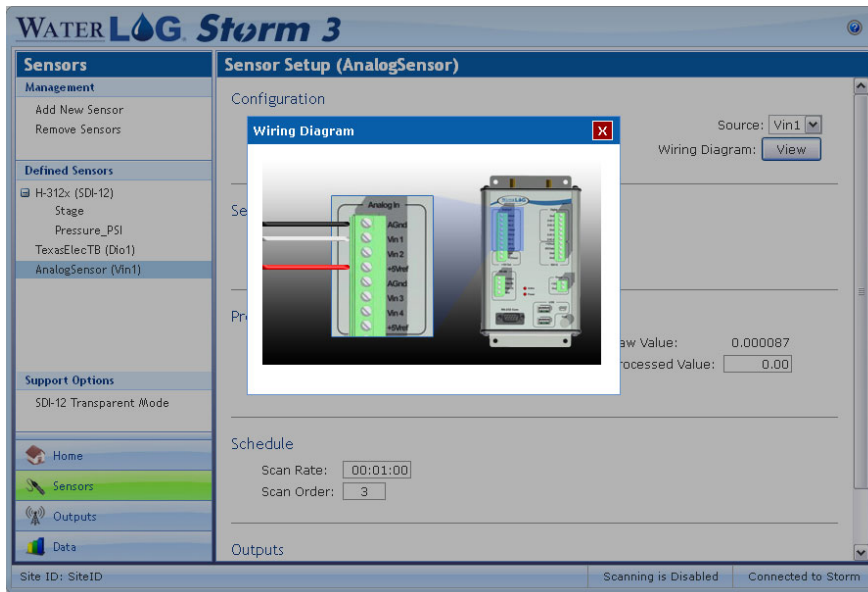 WATERLOG. Storm 3
Sensors
Management
Add New Sensor
Remove Sensors
Defined Sensors
H-312x (SDI-12)
Stage
Pressure_PSI
TexasElecTB (Dio1)
AnalogSensor (Vin1)
Support Options
SDI-12 Transparent Mode
Home
Sensors
Outputs
Data
Sensor Setup (AnalogSensor)
Configuration
Source: Vin1
Wiring Diagram: View
Wiring Diagram X
Analog In
AGnd
Vin 1
Vin 2
+5Vref
AGnd
Vin 3
Vin 4
+5Vref
Se
Pr
aw Value: 0.000087
rocessed Value: 0.00
Schedule
Scan Rate: 00:01:00
Scan Order: 3
Outputs
Site ID: SiteID
Scanning is Disabled
Connected to Storm